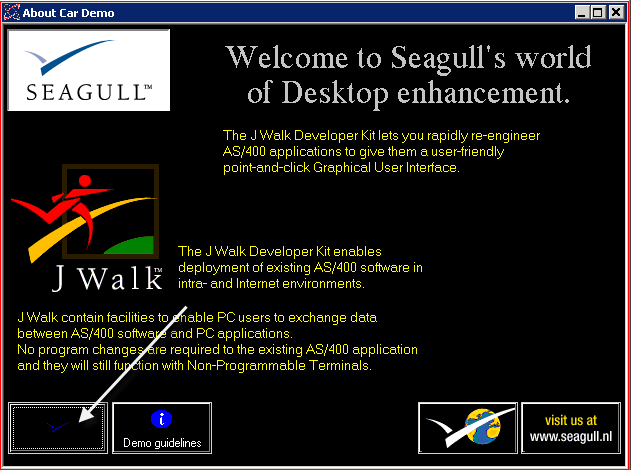 About Car Demo
SEAGULL™
Welcome to Seagull's world
of Desktop enhancement.
The J Walk Developer Kit lets you rapidly re-engineer
AS/400 applications to give them a user-friendly
point-and-click Graphical User Interface.
J Walk™
The J Walk Developer Kit enables
deployment of existing AS/400 software in
intra- and Internet environments.
J Walk contain facilities to enable PC users to exchange data
between AS/400 software and PC applications.
No program changes are required to the existing AS/400 application
and they will still function with Non-Programmable Terminals.
Demo guidelines
visit us at
www.seagull.nl